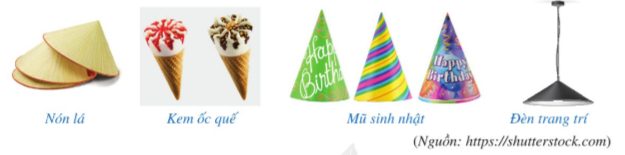 Happy
Birthday
Happy
Birthday
Nón lá
Kem ốc quế
Mũ sinh nhật
Đèn trang trí
(Nguồn: https://shutterstock.com)